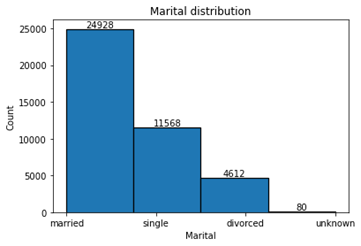 Marital distribution
24928
11568
4612
80
25000
20000
15000
10000
5000
0
Count
married single divorced unknown
Marital